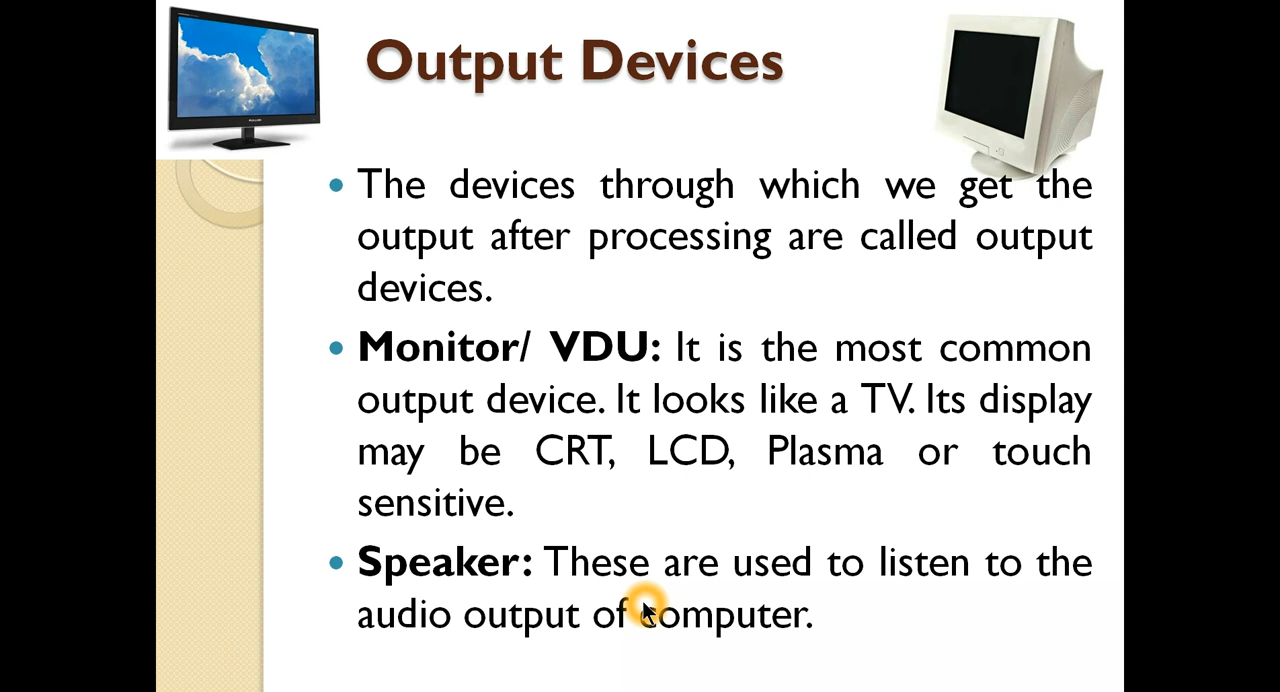 Output Devices
The devices through which we get the
output after processing are called output
devices.
Monitor/ VDU: It is the most common
output device. It looks like a TV. Its display
may be CRT, LCD, Plasma or touch
sensitive.
Speaker: These are used to listen to the
audio output of computer.